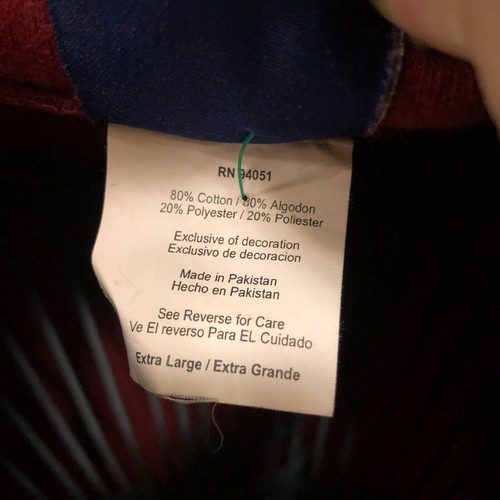 RN 94051
80% Cotton / 80% Algodon
20% Polyester / 20% Poliester
Exclusive of decoration
Exclusivo de decoracion
Made in Pakistan
Hecho en Pakistan
See Reverse for Care
Ve El reverso Para EL Cuidado
Extra Large / Extra Grande